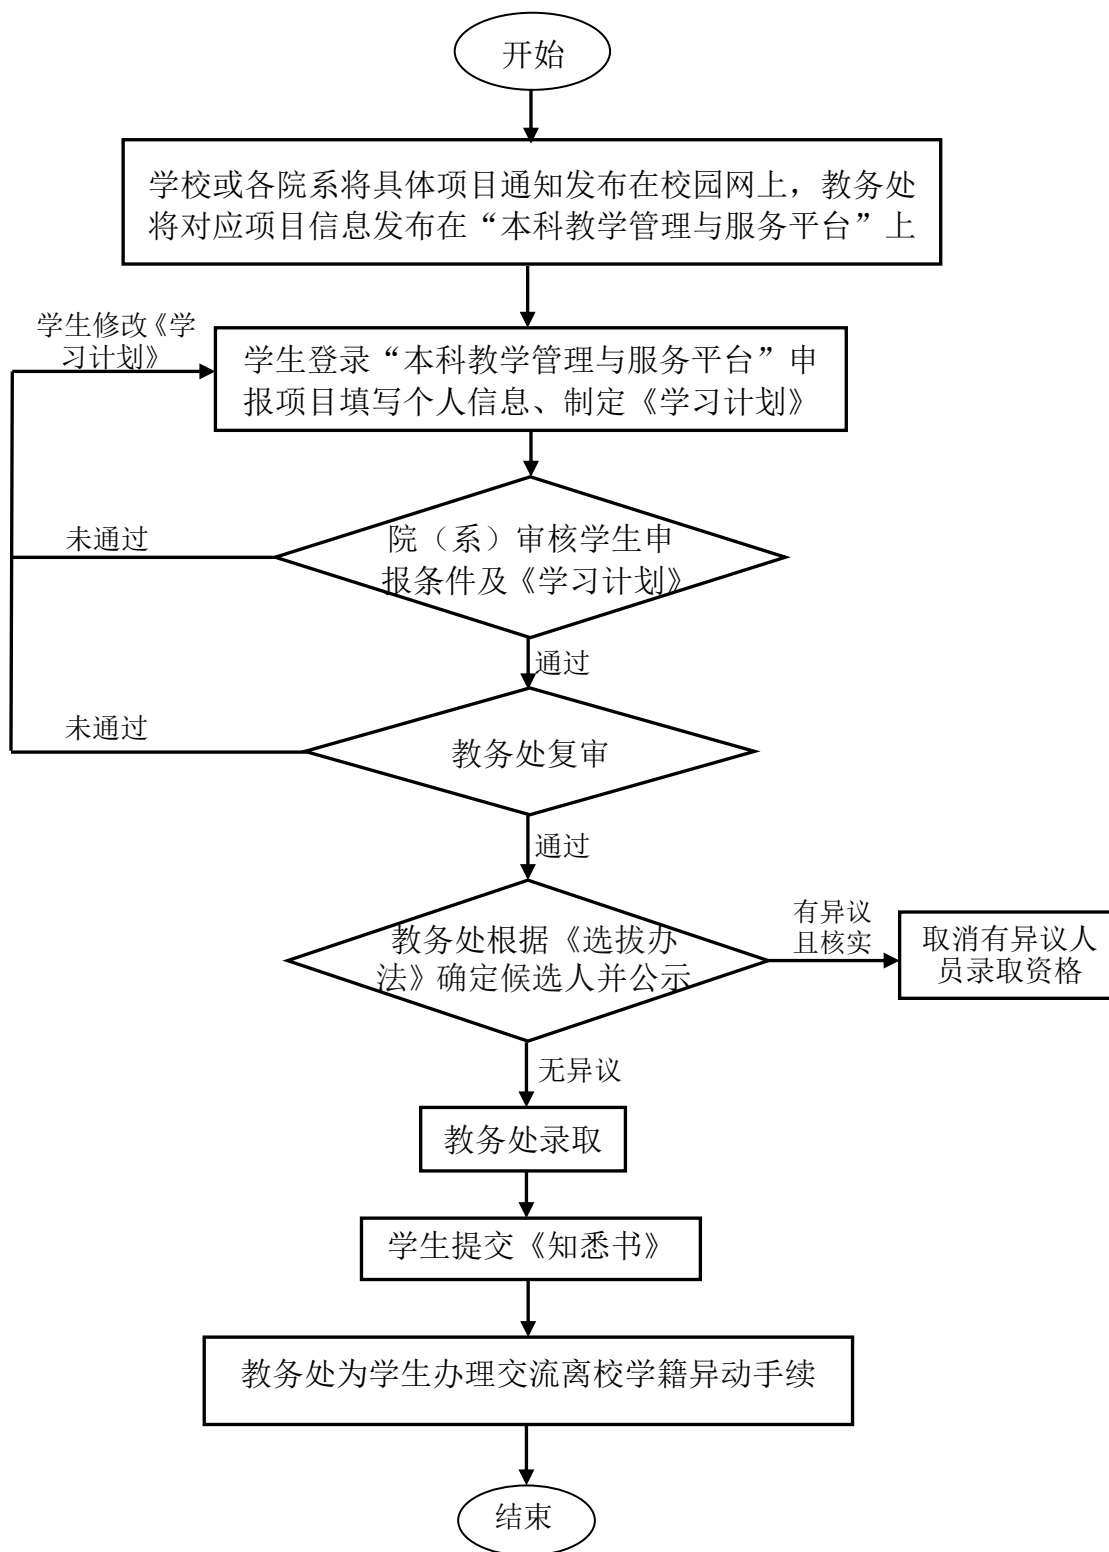 开始
学校或各院系将具体项目通知发布在校园网上，教务处
将对应项目信息发布在“本科教学管理与服务平台”上
学生修改《学
习计划》
学生登录“本科教学管理与服务平台”申
报项目填写个人信息、制定《学习计划》
未通过
院（系）审核学生申
报条件及《学习计划》
通过
未通过
教务处复审
通过
教务处根据《选拔办
法》确定候选人并公示
有异议
且核实
取消有异议人
员录取资格
无异议
教务处录取
学生提交《知悉书》
教务处为学生办理交流离校学籍异动手续
结束